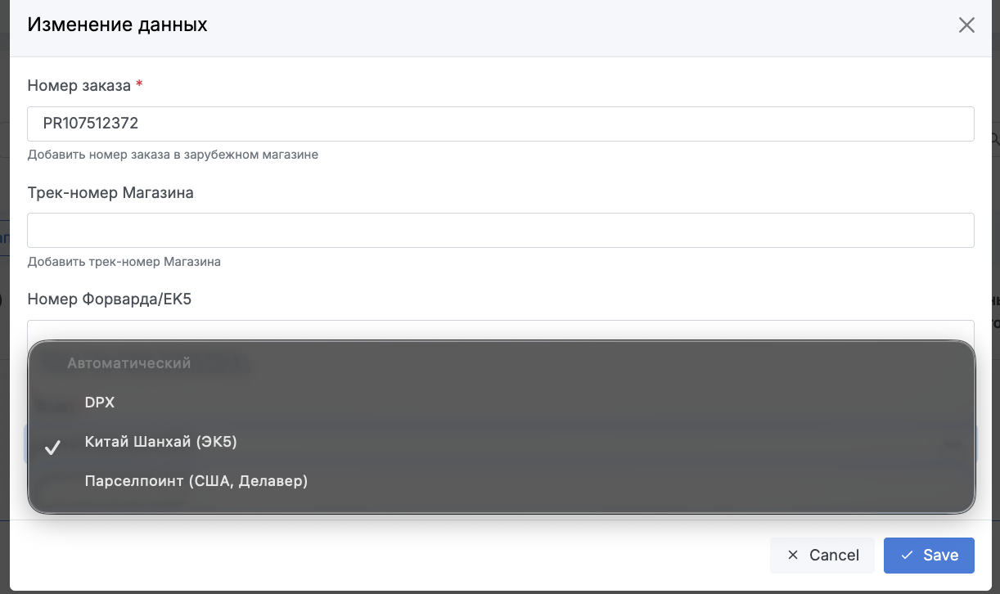 Изменение данных
Номер заказа *
PR107512372
Добавить номер заказа в зарубежном магазине
Трек-номер Магазина
Добавить трек-номер Магазина
Номер Форварда/EK5
Автоматический
DPX
Китай Шанхай (ЭК5)
Парселпоинт (США, Делавер)
Cancel
Save